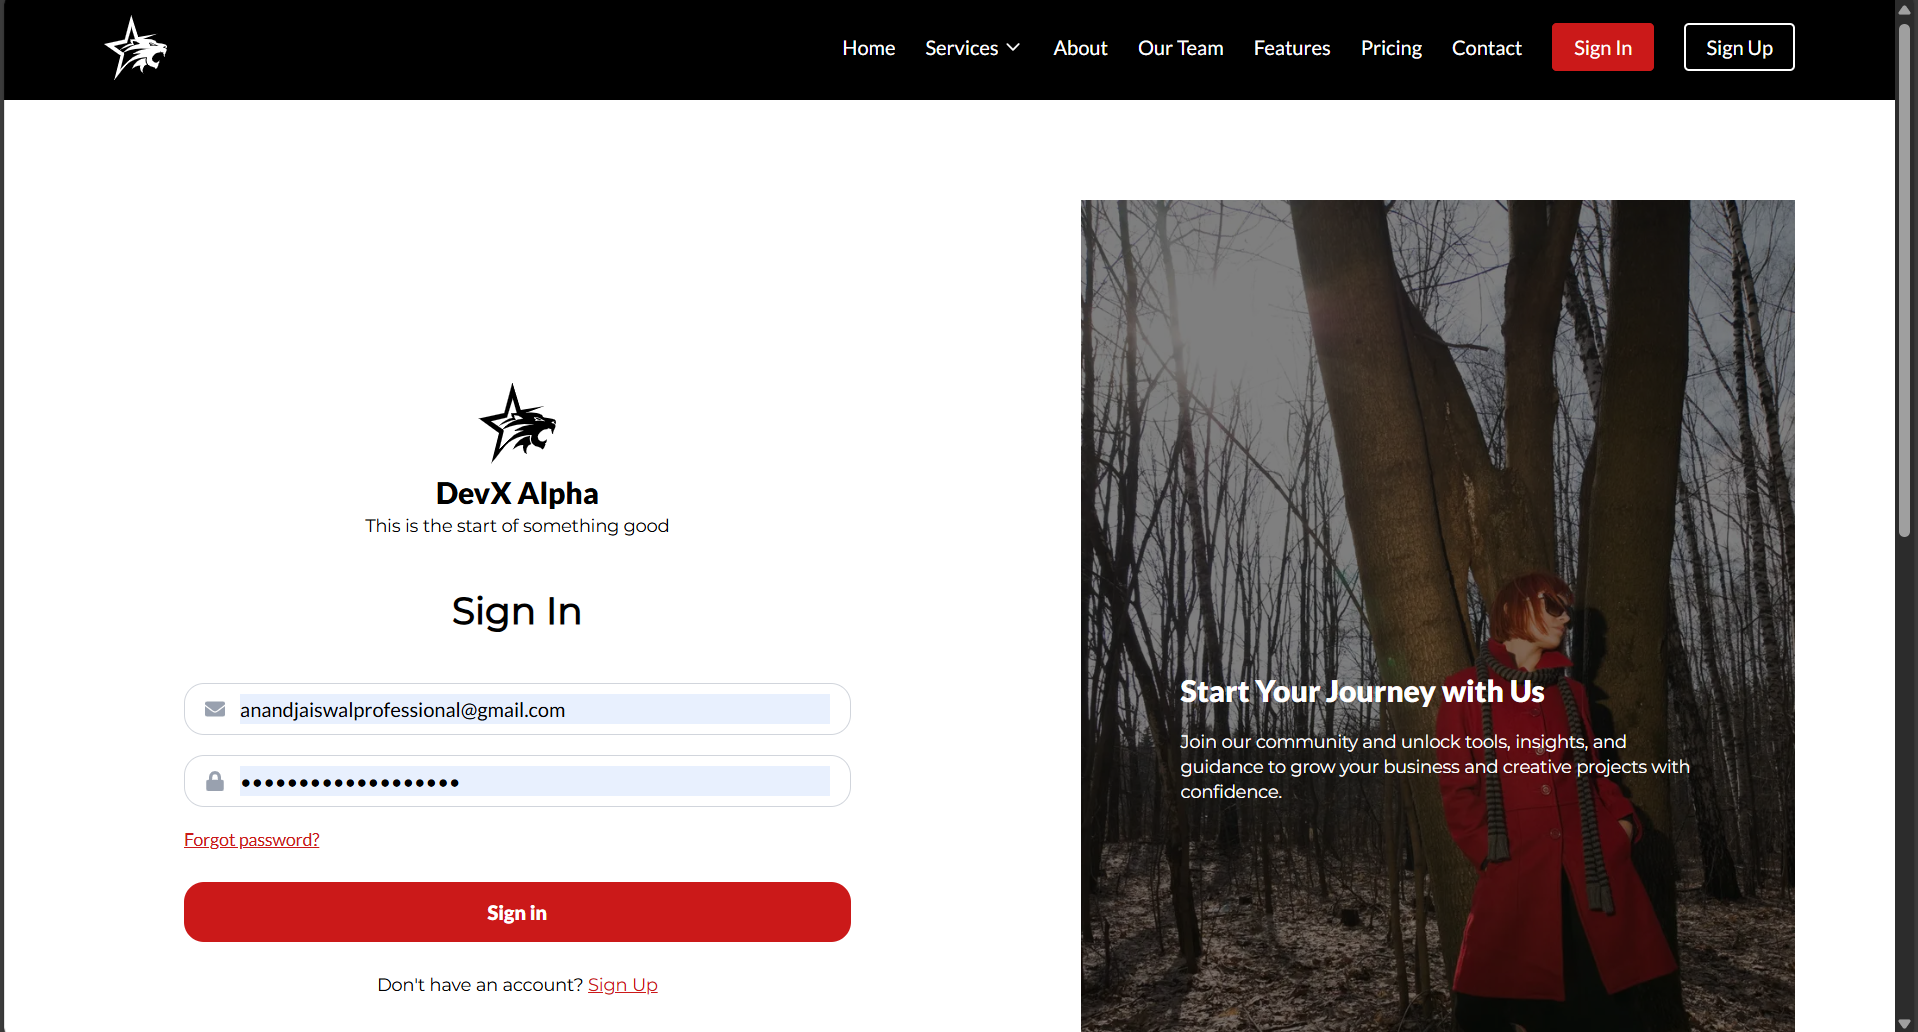 Home Services About Our Team Features Pricing Contact Sign In Sign Up
DevX Alpha
This is the start of something good
Sign In
anandjaiswalprofessional@gmail.com
•••••••••••••••••••
Forgot password?
Sign in
Don't have an account? Sign Up
Start Your Journey with Us
Join our community and unlock tools, insights, and
guidance to grow your business and creative projects with
confidence.